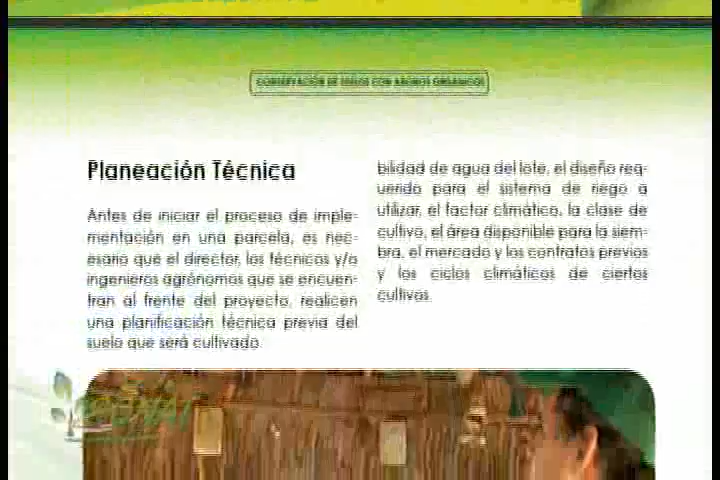 CONSERVACIÓN DE SUELOS CON ABONOS ORGÁNICOS
Planeación Técnica
Antes de iniciar el proceso de imple-
mentación en una parcela, es nec-
esario que el director, los técnicos y/o
ingenieros agrónomos que se encuen-
tran al frente del proyecto, realicen
una planificación técnica previa del
suelo que será cultivado.
bilidad de agua del lote, el diseño req-
uerido para el sistema de riego a
utilizar, el factor climático, la clase de
cultivo, el área disponible para la siem-
bra, el mercado y los contratos previos
y los ciclos climáticos de ciertos
cultivos.